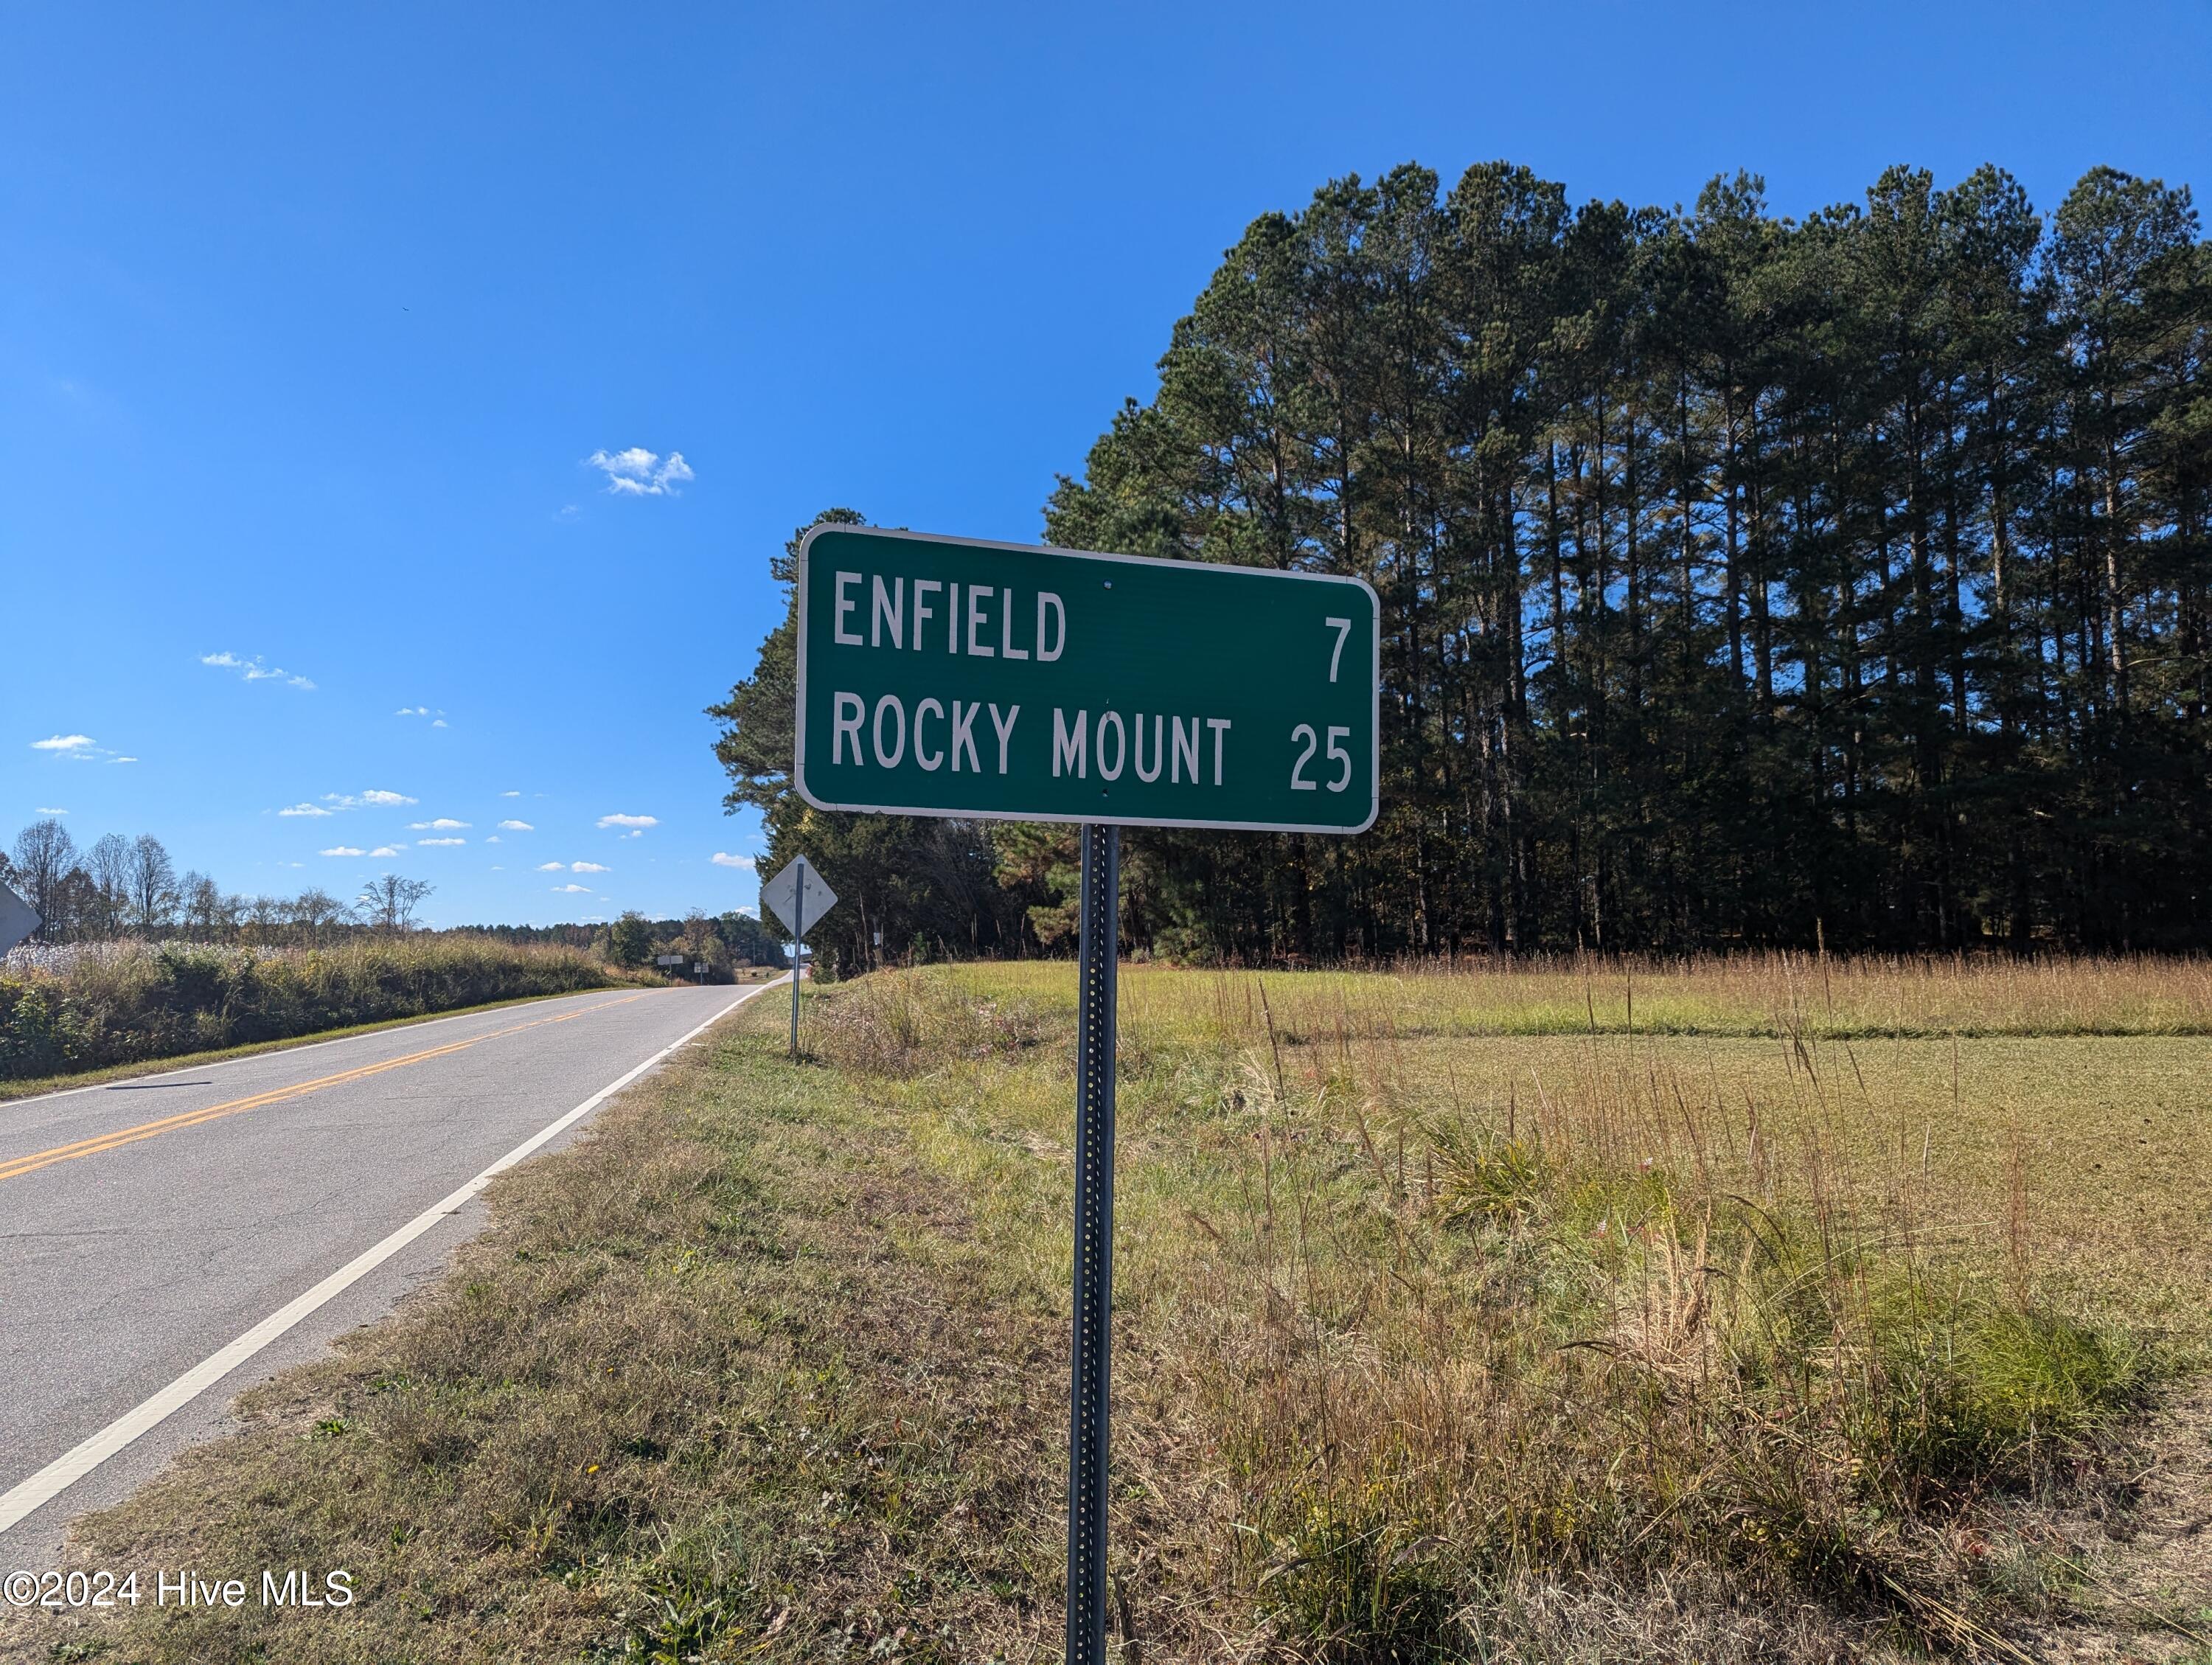 ENFIELD 7
ROCKY MOUNT 25
©2024 Hive MLS